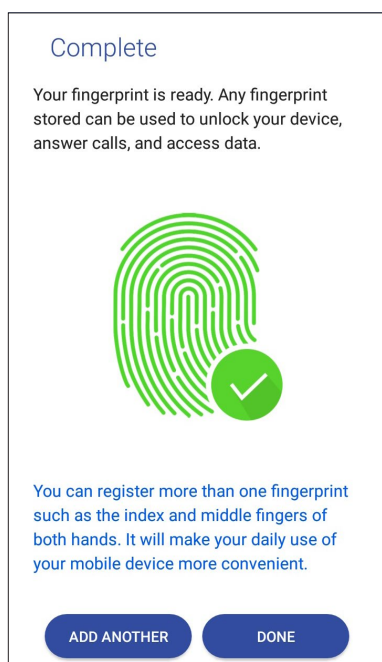 Complete
Your fingerprint is ready. Any fingerprint
stored can be used to unlock your device,
answer calls, and access data.
You can register more than one fingerprint
such as the index and middle fingers of
both hands. It will make your daily use of
your mobile device more convenient.
ADD ANOTHER
DONE